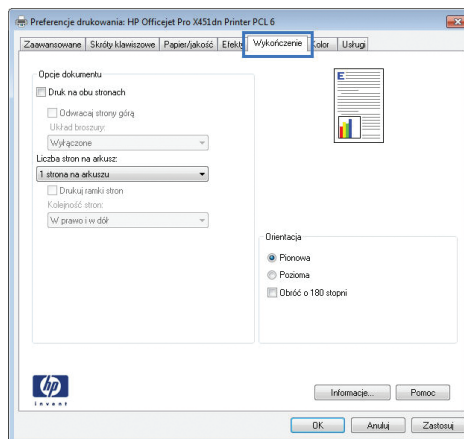 Preferencje drukowania: HP Officejet Pro X451dn Printer PCL 6
Zaawansowane Skróty klawiszowe Papier/jakość Efekty Wykończenie Kolor Usługi
Opcje dokumentu
Druk na obu stronach
Odwracaj strony górą
Układ broszury:
Wyłączone
Liczba stron na arkusz:
1 strona na arkuszu
Drukuj ramki stron
Kolejność stron:
W prawo i w dół
E
Orientacja
Pionowa
Pozioma
Obróć o 180 stopni
hp
invent
Informacje... Pomoc
OK Anuluj Zastosuj